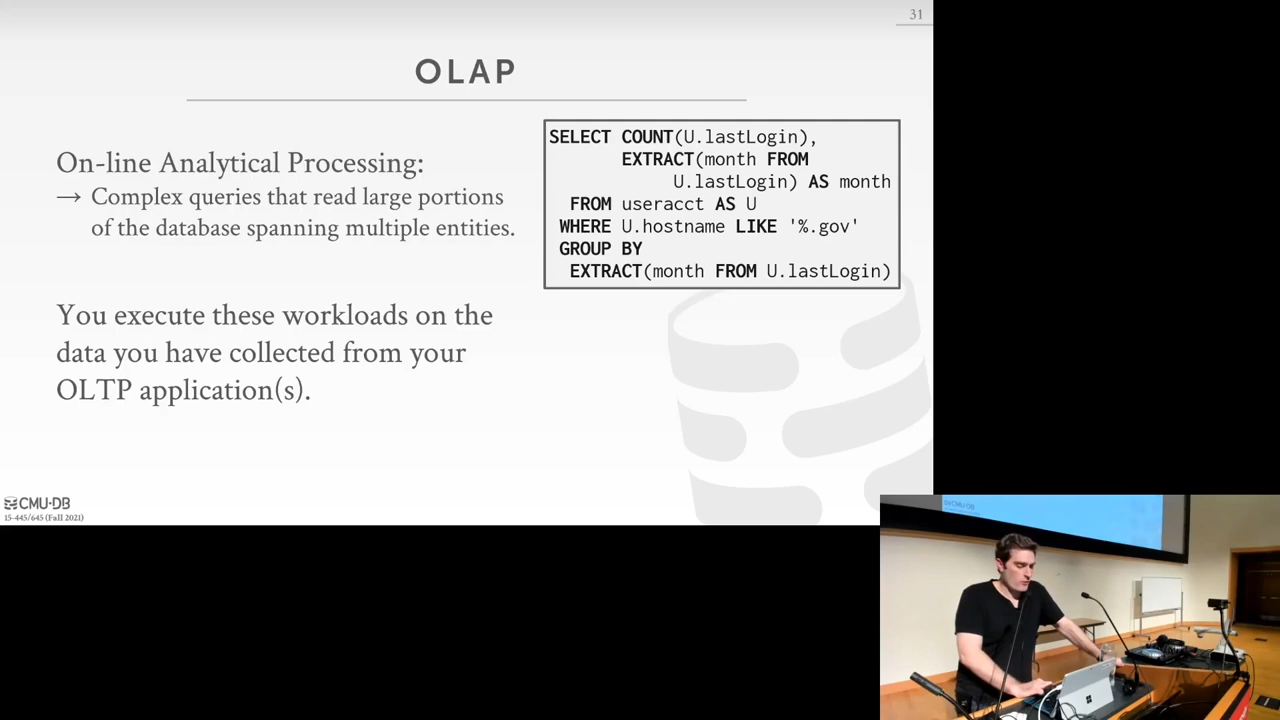 31
OLAP
On-line Analytical Processing:
→ Complex queries that read large portions
of the database spanning multiple entities.
You execute these workloads on the
data you have collected from your
OLTP application(s).
SELECT COUNT(U.lastLogin),
EXTRACT(month FROM
U.lastLogin) AS month
FROM useracct AS U
WHERE U.hostname LIKE '%.gov'
GROUP BY
EXTRACT(month FROM U.lastLogin)
CMU·DB
15-445/645 (Fall 2021)
CMU·DB